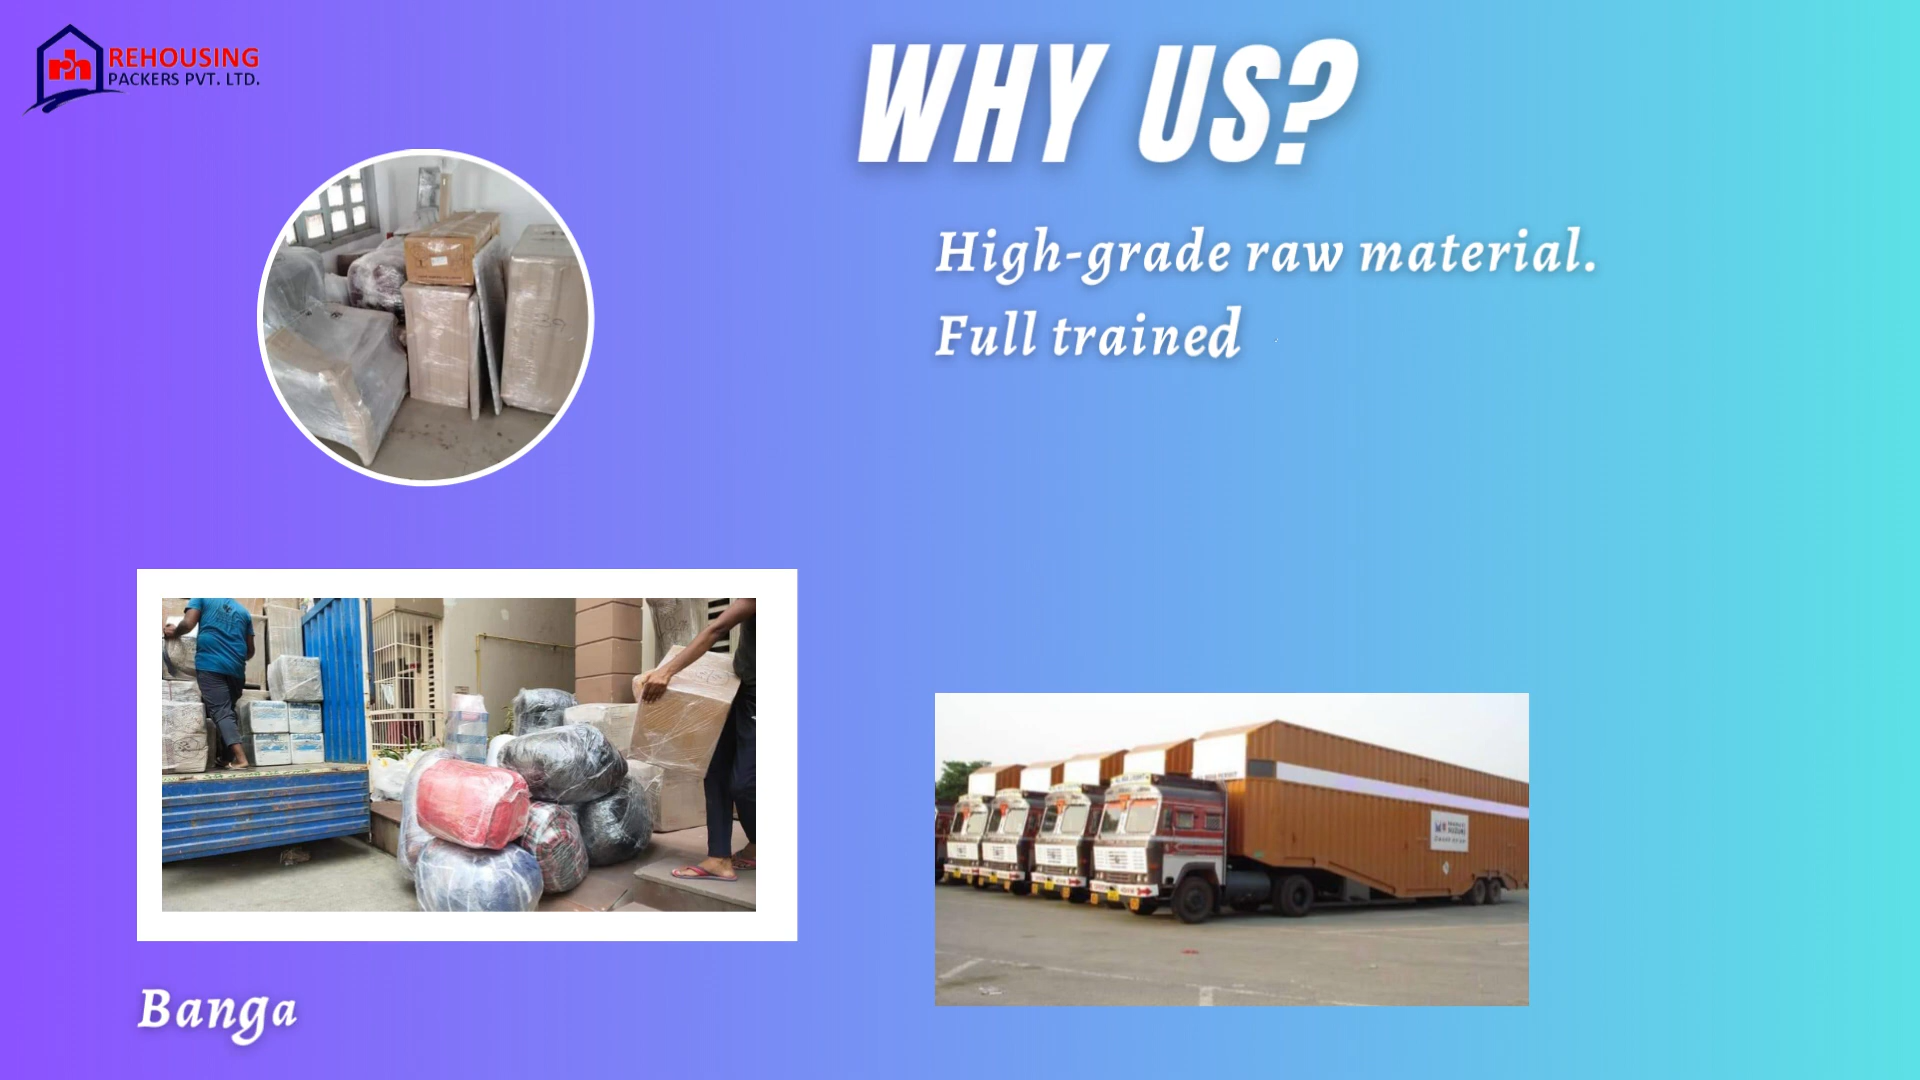 REHOUSING
PACKERS PVT. LTD.
WHY US?
High-grade raw material.
Full trained
Banga